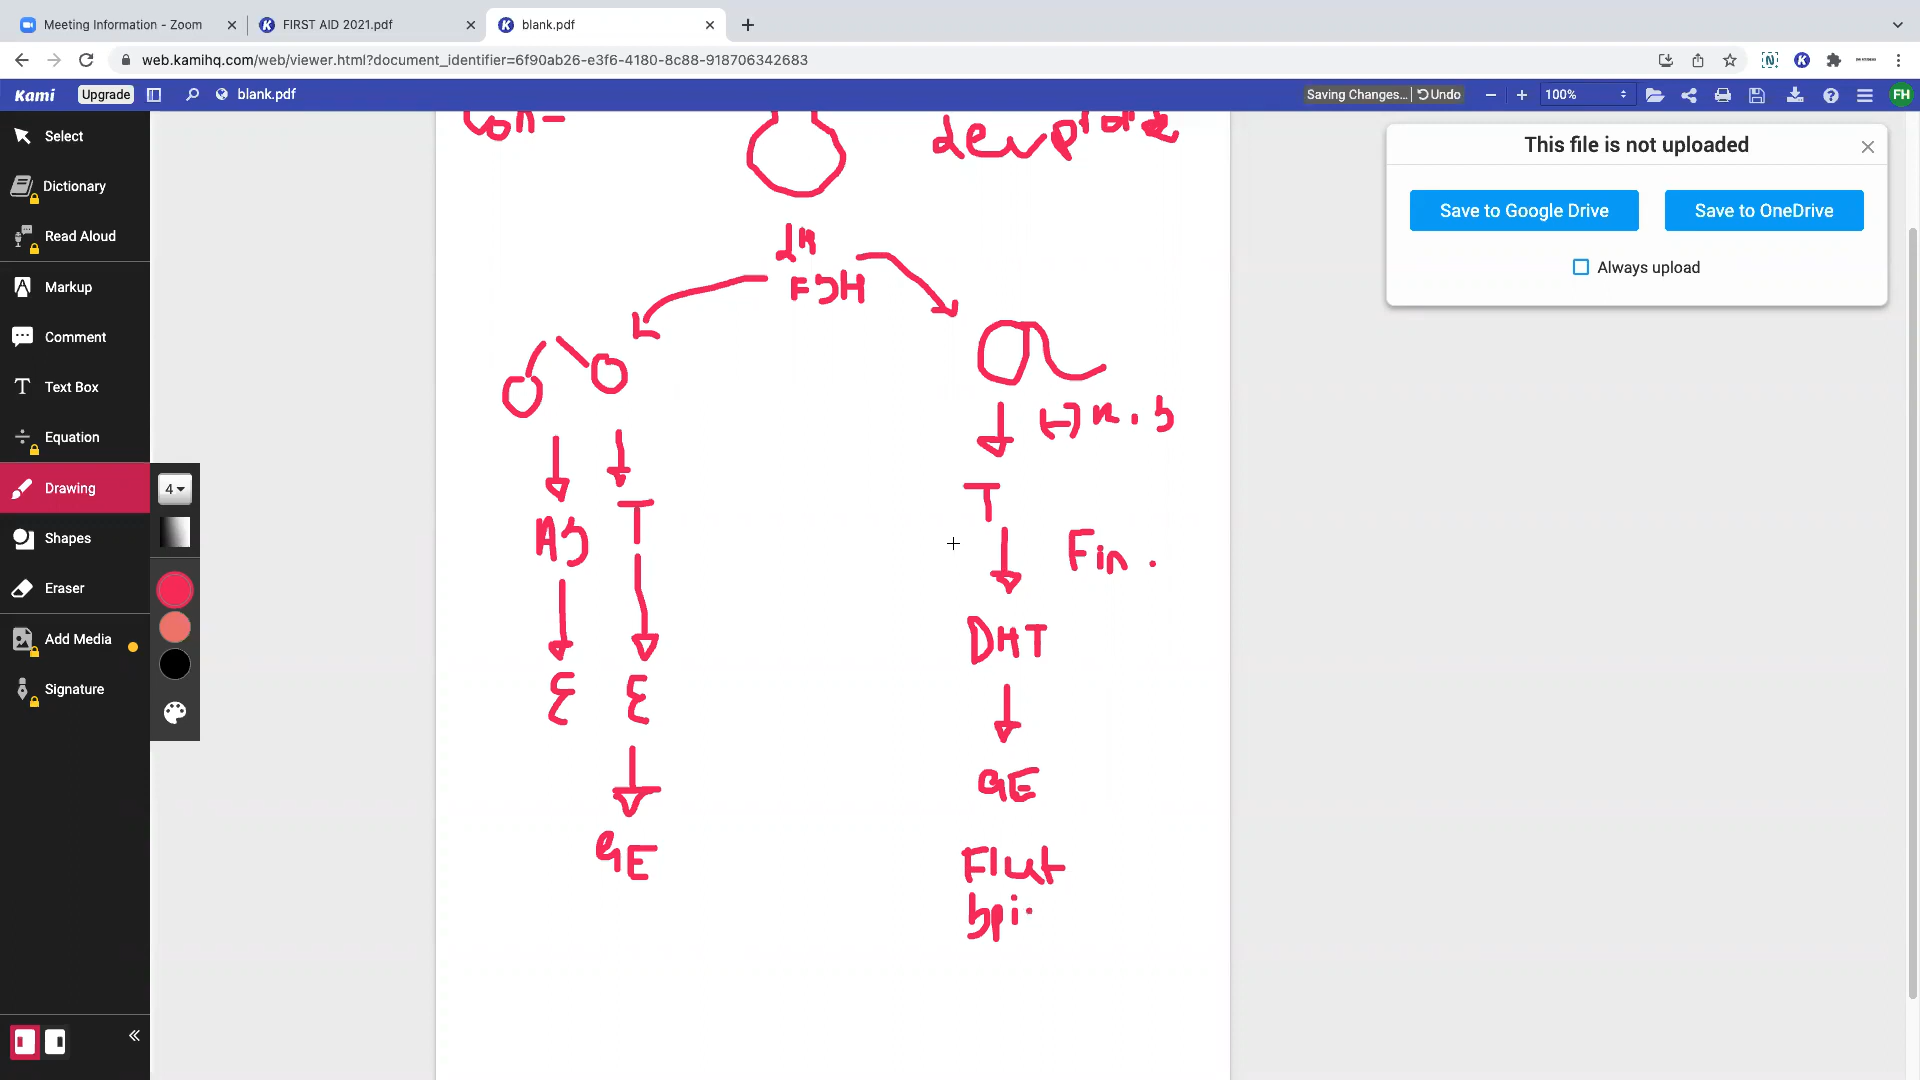 Meeting Information - Zoom
FIRST AID 2021.pdf
blank.pdf
web.kamihq.com/web/viewer.html?document_identifier=6f90ab26-e3f6-4180-8c88-918706342683
Kami
Upgrade
blank.pdf
Saving Changes...
Undo
100%
FH
Select
Dictionary
Read Aloud
Markup
Comment
Text Box
Equation
Drawing
Shapes
Eraser
Add Media
Signature
4
This file is not uploaded
Save to Google Drive
Save to OneDrive
Always upload
FSH
(-)
AS
T
E
E
GE
T
Fin.
DHT
GE
Flut
Spi.